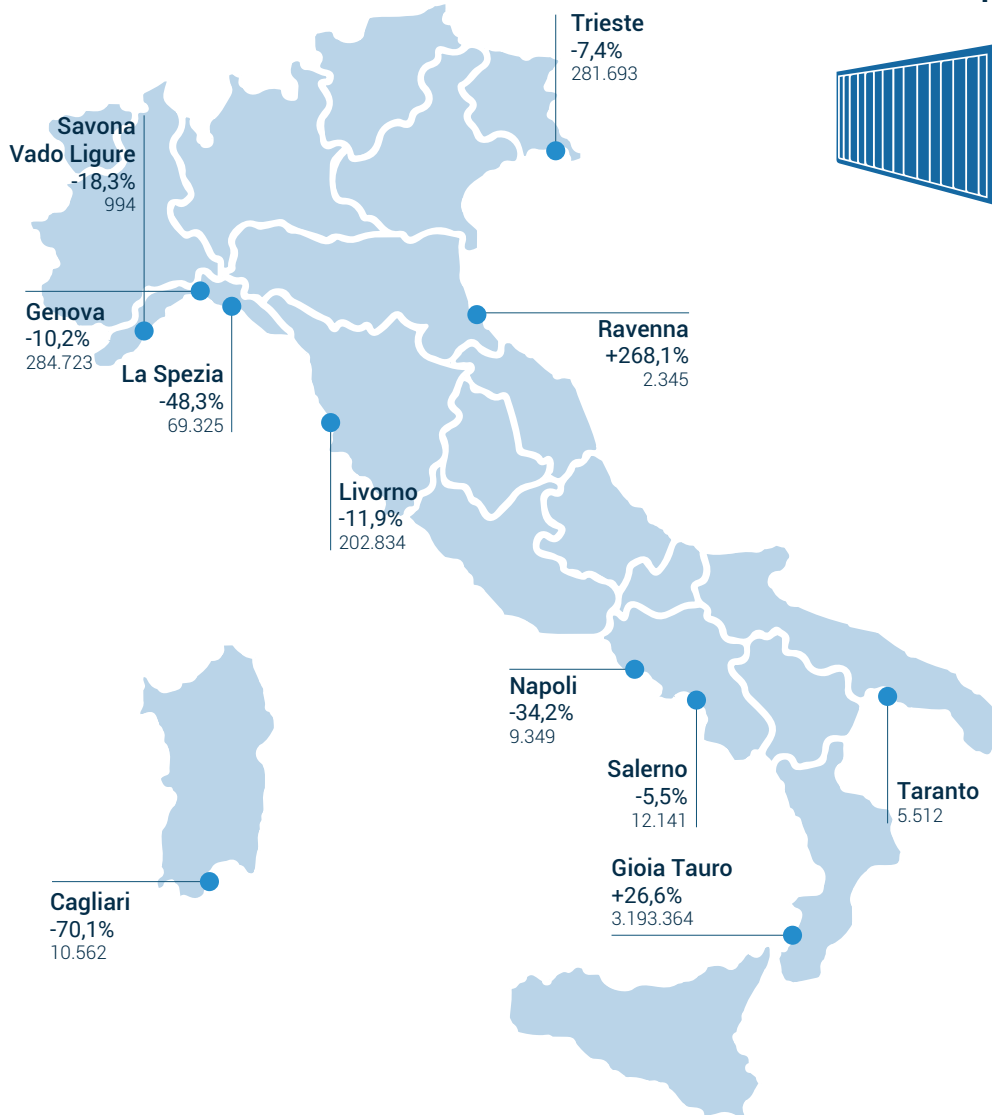 Trieste
-7,4%
281.693
Savona
Vado Ligure
-18,3%
994
Genova
-10,2%
284.723
La Spezia
-48,3%
69.325
Ravenna
+268,1%
2.345
Livorno
-11,9%
202.834
Napoli
-34,2%
9.349
Salerno
-5,5%
12.141
Taranto
5.512
Gioia Tauro
+26,6%
3.193.364
Cagliari
-70,1%
10.562